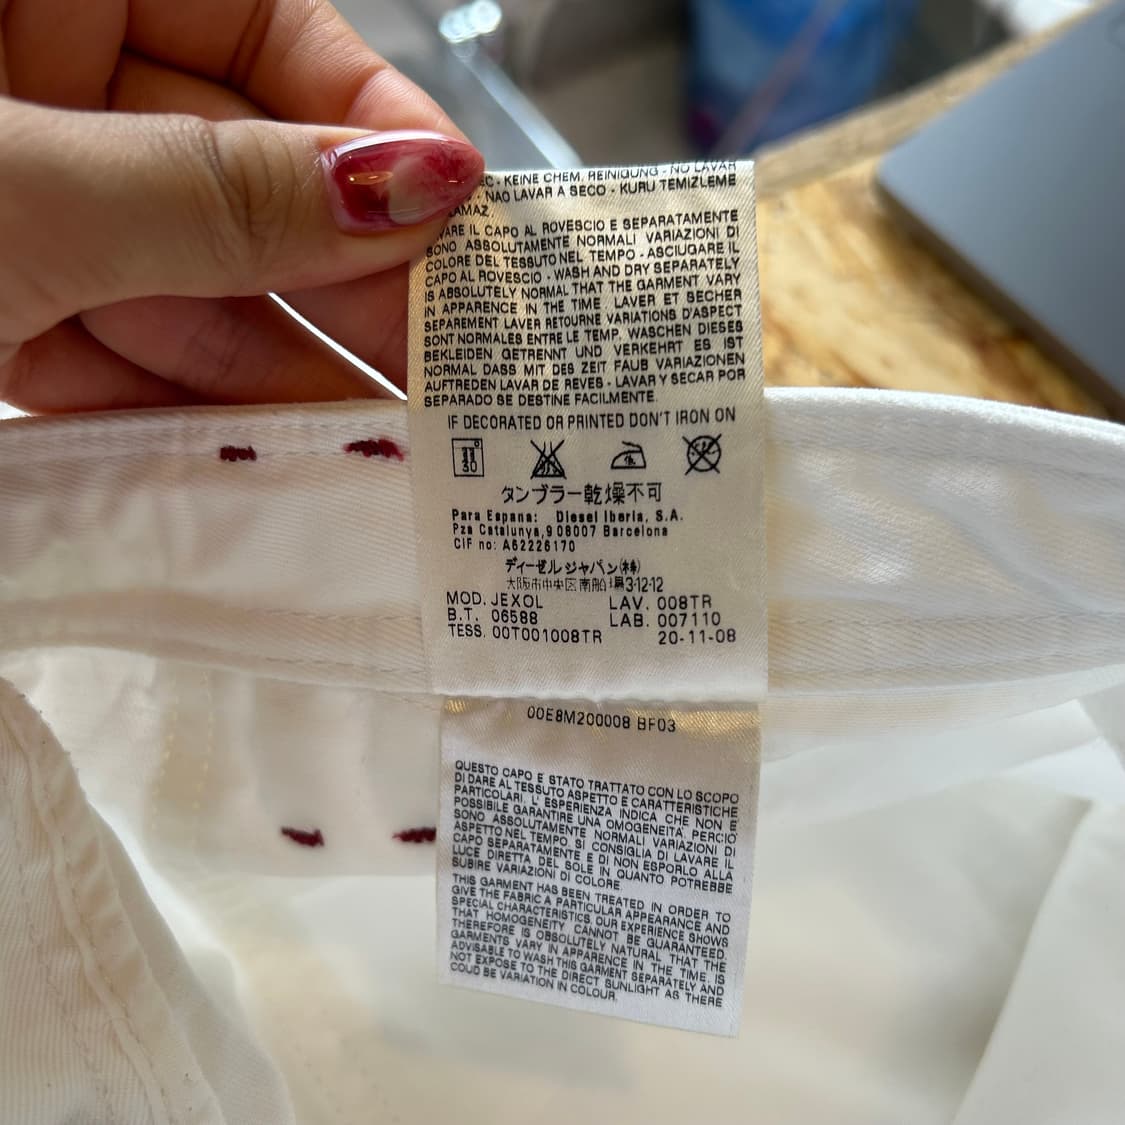 EC - KEINE CHEM. REINIGUNG - NO LAVAR
- NAO LAVAR A SECO - KURU TEMIZLEME
AMAZ.
VARE IL CAPO AL ROVESCIO E SEPARATAMENTE
SONO ASSOLUTAMENTE NORMALI VARIAZIONI DI
COLORE DEL TESSUTO NEL TEMPO - ASCIUGARE IL
CAPO AL ROVESCIO - WASH AND DRY SEPARATELY
IS ABSOLUTELY NORMAL THAT THE GARMENT VARY
IN APPARENCE IN THE TIME LAVER ET SECHER
SEPAREMENT LAVER RETOURNE VARIATIONS D'ASPECT
SONT NORMALES ENTRE LE TEMP. WASCHEN DIESES
BEKLEIDEN GETRENNT UND VERKEHRT ES IST
NORMAL DASS MIT DES ZEIT FAUB VARIAZIONEN
AUFTREDEN LAVAR DE REVES - LAVAR Y SECAR POR
SEPARADO SE DESTINE FACILMENTE.
IF DECORATED OR PRINTED DON'T IRON ON
30
タンブラー乾燥不可
Para Espana: Diesel Iberia, S.A.
Pza Catalunya,9 08007 Barcelona
CIF no: A62226170
ディーゼルジャパン㈱
大阪市中央区南船場3-12-12
MOD. JEXOL LAV. 008TR
B.T. 06588 LAB. 007110
TESS. 00T001008TR 20-11-08
00E8M200008 BF03
QUESTO CAPO E STATO TRATTATO CON LO SCOPO
DI DARE AL TESSUTO ASPETTO E CARATTERISTICHE
PARTICOLARI. L' ESPERIENZA INDICA CHE NON E'
POSSIBILE GARANTIRE UNA OMOGENEITA', PERCIO'
SONO ASSOLUTAMENTE NORMALI VARIAZIONI DI
ASPETTO NEL TEMPO. SI CONSIGLIA DI LAVARE IL
CAPO SEPARATAMENTE E DI NON ESPORLO ALLA
LUCE DIRETTA DEL SOLE IN QUANTO POTREBBE
SUBIRE VARIAZIONI DI COLORE.
THIS GARMENT HAS BEEN TREATED IN ORDER TO
GIVE THE FABRIC A PARTICULAR APPEARANCE AND
SPECIAL CHARACTERISTICS. OUR EXPERIENCE SHOWS
THAT HOMOGENEITY CANNOT BE GUARANTEED.
THEREFORE IS OBSOLUTELY NATURAL THAT THE
GARMENTS VARY IN APPEARANCE IN THE TIME. IS
ADVISABLE TO WASH THIS GARMENT SEPARATELY AND
NOT EXPOSE TO THE DIRECT SUNLIGHT AS THERE
COUD BE VARIATION IN COLOUR.